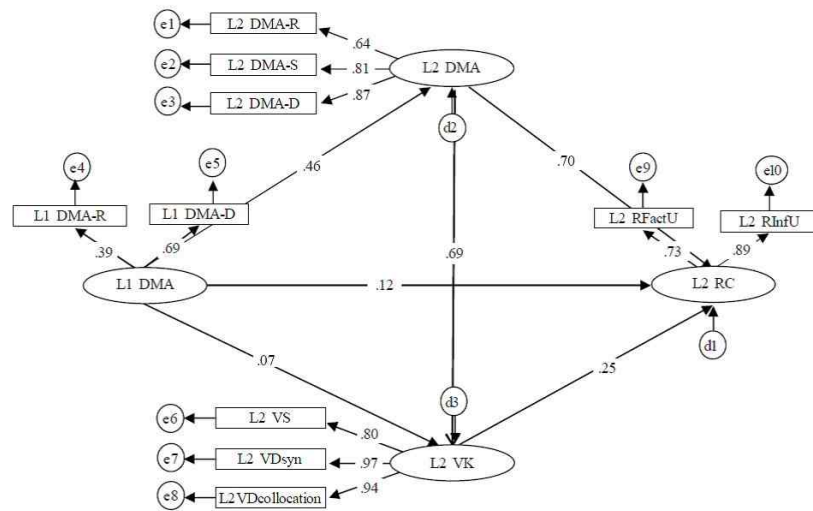 e1
L2 DMA-R
.64
e2
L2 DMA-S
.81
L2 DMA
e3
L2 DMA-D
.87
d2
e4
e5
.46
.70
e9
e10
L1 DMA-R
L1 DMA-D
L2 RFactU
L2 RInfU
.39
.69
.69
.73
.89
L1 DMA
.12
L2 RC
d1
.07
.25
d3
e6
L2 VS
.80
e7
L2 VDsyn
.97
L2 VK
e8
L2VDcollocation
.94